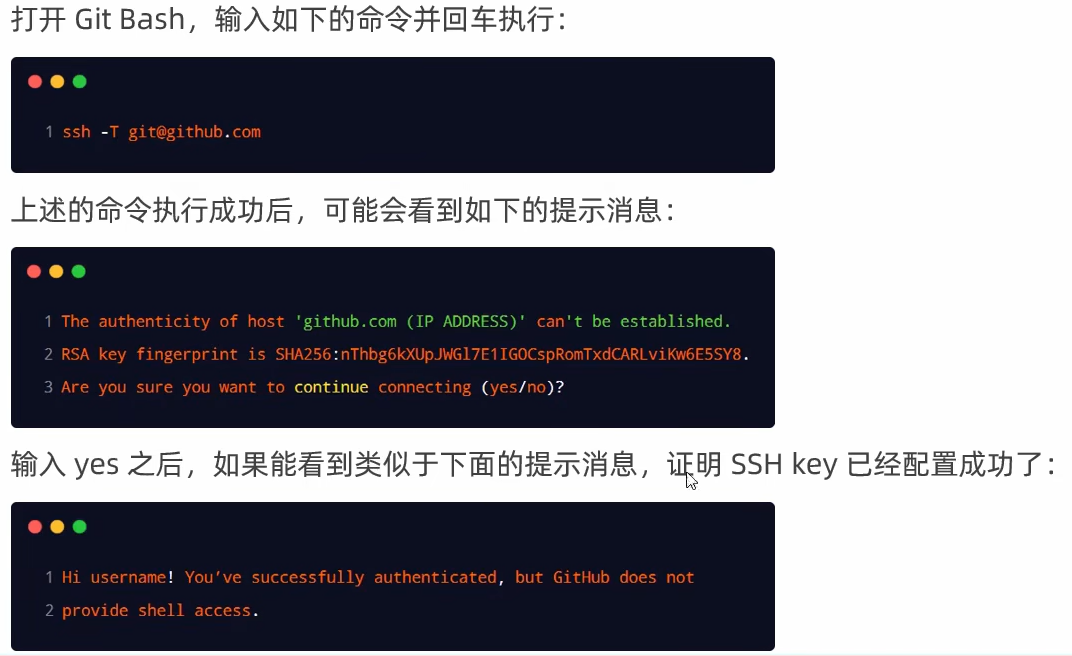 打开 Git Bash，输入如下的命令并回车执行：
1 ssh -T git@github.com
上述的命令执行成功后，可能会看到如下的提示消息：
1 The authenticity of host 'github.com (IP ADDRESS)' can't be established.
2 RSA key fingerprint is SHA256:nThbg6kXUpJWGl7E1IGOCspRomTxdCARLviKw6E5SY8.
3 Are you sure you want to continue connecting (yes/no)?
输入 yes 之后，如果能看到类似于下面的提示消息，证明 SSH key 已经配置成功了：
1 Hi username! You’ve successfully authenticated, but GitHub does not
2 provide shell access.